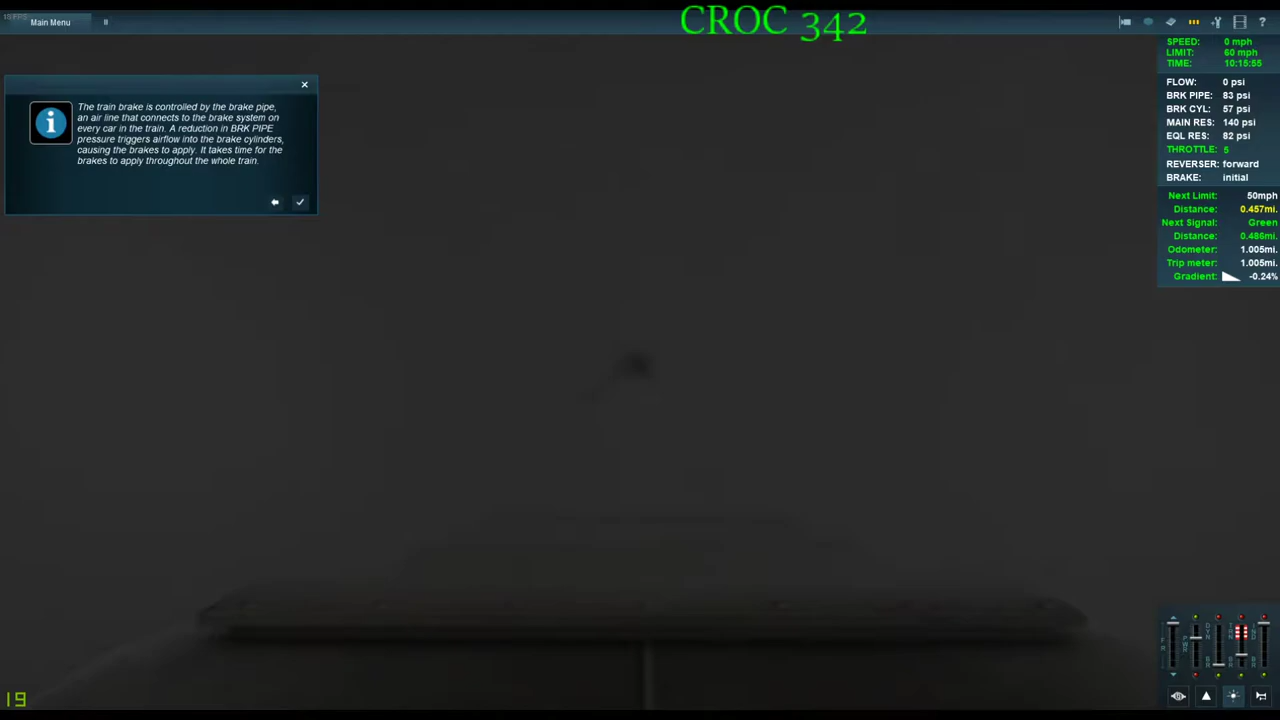 19 FPS
Main Menu
CROC 342
?
SPEED: 0 mph
LIMIT: 60 mph
TIME: 10:15:55
The train brake is controlled by the brake pipe,
an air line that connects to the brake system on
every car in the train. A reduction in BRK PIPE
pressure triggers airflow into the brake cylinders,
causing the brakes to apply. It takes time for the
brakes to apply throughout the whole train.
FLOW: 0 psi
BRK PIPE: 83 psi
BRK CYL: 57 psi
MAIN RES: 140 psi
EQL RES: 82 psi
THROTTLE: 5
REVERSER: forward
BRAKE: initial
Next Limit: 50mph
Distance: 0.457mi.
Next Signal: Green
Distance: 0.486mi.
Odometer: 1.005mi.
Trip meter: 1.005mi.
Gradient: -0.24%
19